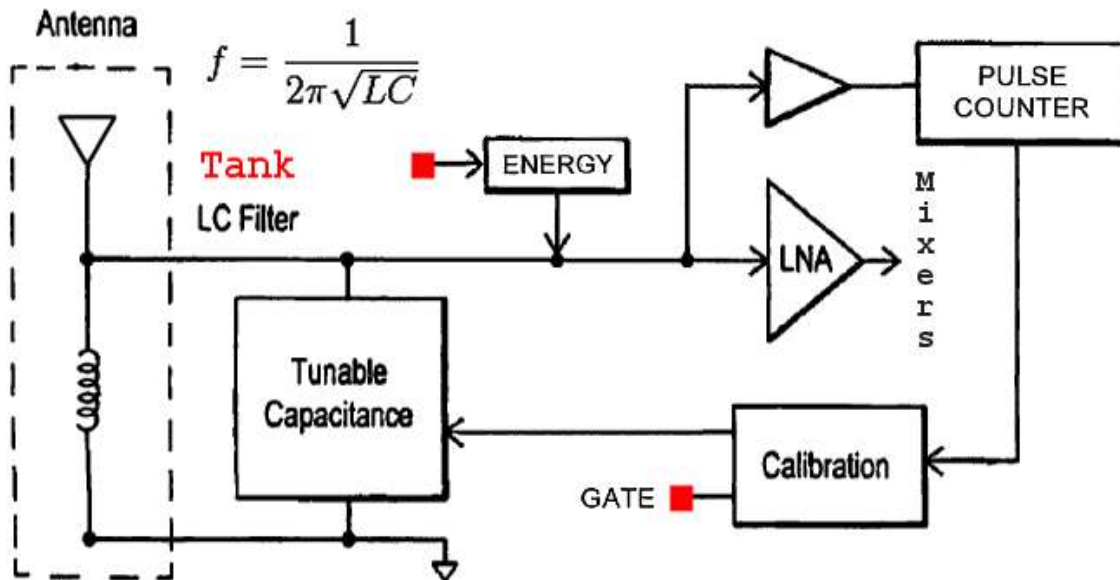 Antenna
f = 1 / 2π√LC
Tank
LC Filter
ENERGY
PULSE
COUNTER
LNA
Mixers
Tunable
Capacitance
Calibration
GATE